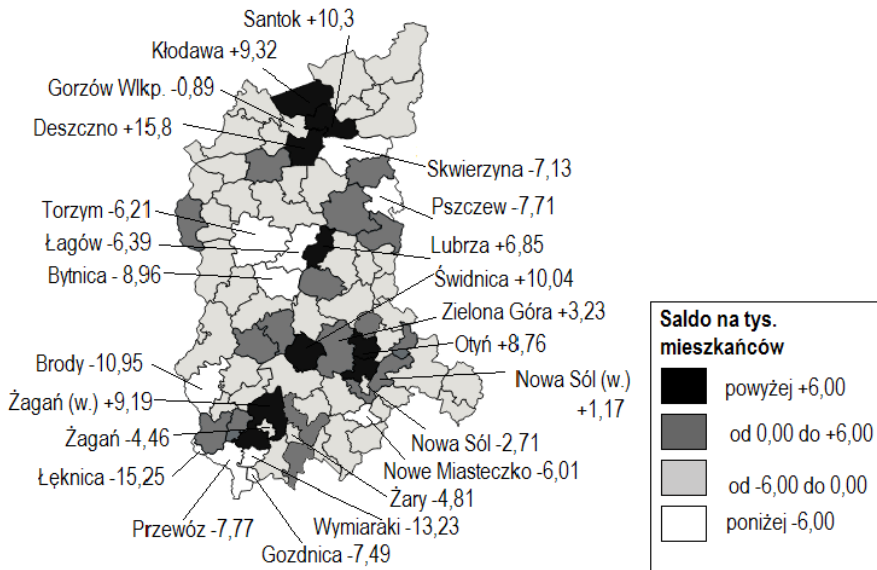 Santok +10,3
Kłodawa +9,32
Gorzów Wlkp. -0,89
Deszczno +15,8
Skwierzyna -7,13
Pszczew -7,71
Torzym -6,21
Łagów -6,39
Lubrza +6,85
Bytnica - 8,96
Świdnica +10,04
Zielona Góra +3,23
Otyń +8,76
Brody -10,95
Nowa Sól (w.)
+1,17
Żagań (w.) +9,19
Żagań -4,46
Nowa Sól -2,71
Łęknica -15,25
Nowe Miasteczko -6,01
Żary -4,81
Przewóz -7,77
Wymiaraki -13,23
Gozdnica -7,49
Saldo na tys.
mieszkańców
powyżej +6,00
od 0,00 do +6,00
od -6,00 do 0,00
poniżej -6,00